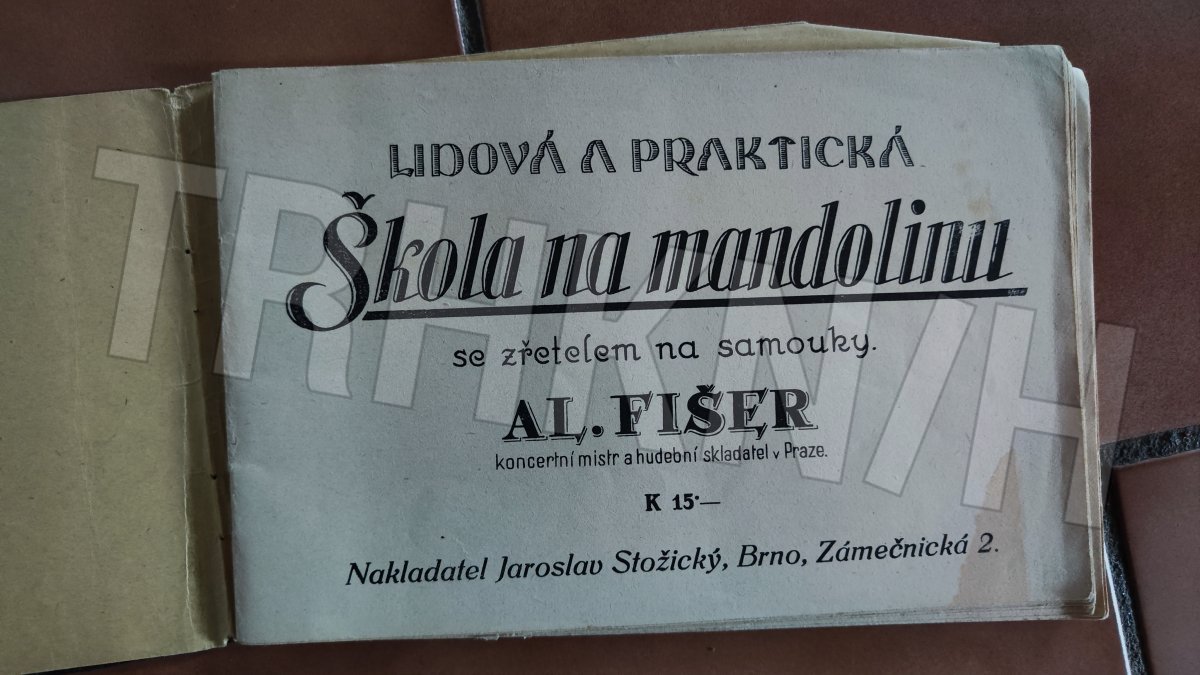 LIDOVÁ A PRAKTICKÁ
Škola na mandolinu
se zřetelem na samouky.
AL. FIŠER
koncertní mistr a hudební skladatel v Praze.
K 15·—
Nakladatel Jaroslav Stožický, Brno, Zámečnická 2.
TRHKNIH